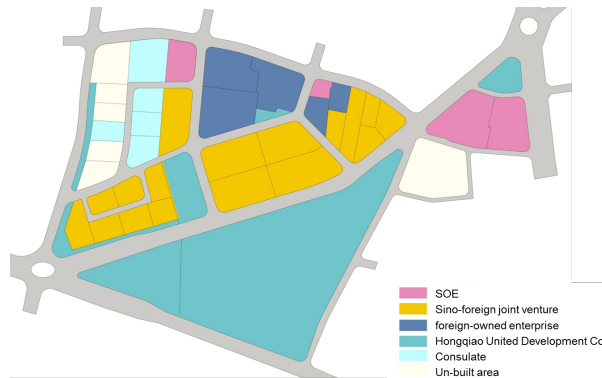 SOE
Sino-foreign joint venture
foreign-owned enterprise
Hongqiao United Development Co
Consulate
Un-built area